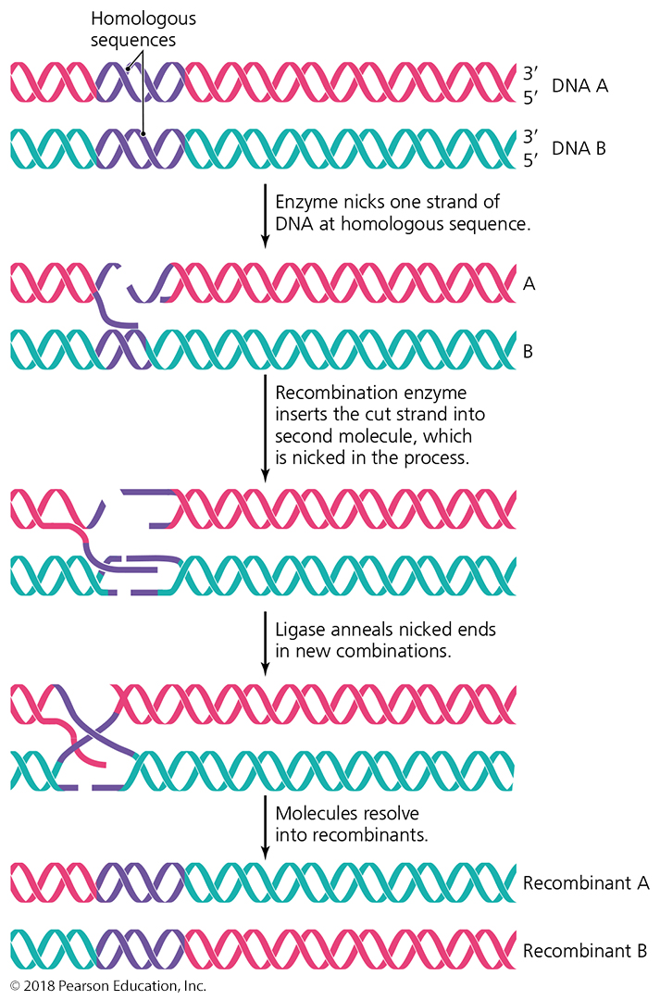 Homologous
sequences
3′
5′
DNA A
3′
5′
DNA B
Enzyme nicks one strand of
DNA at homologous sequence.
A
B
Recombination enzyme
inserts the cut strand into
second molecule, which
is nicked in the process.
Ligase anneals nicked ends
in new combinations.
Molecules resolve
into recombinants.
Recombinant A
Recombinant B
© 2018 Pearson Education, Inc.